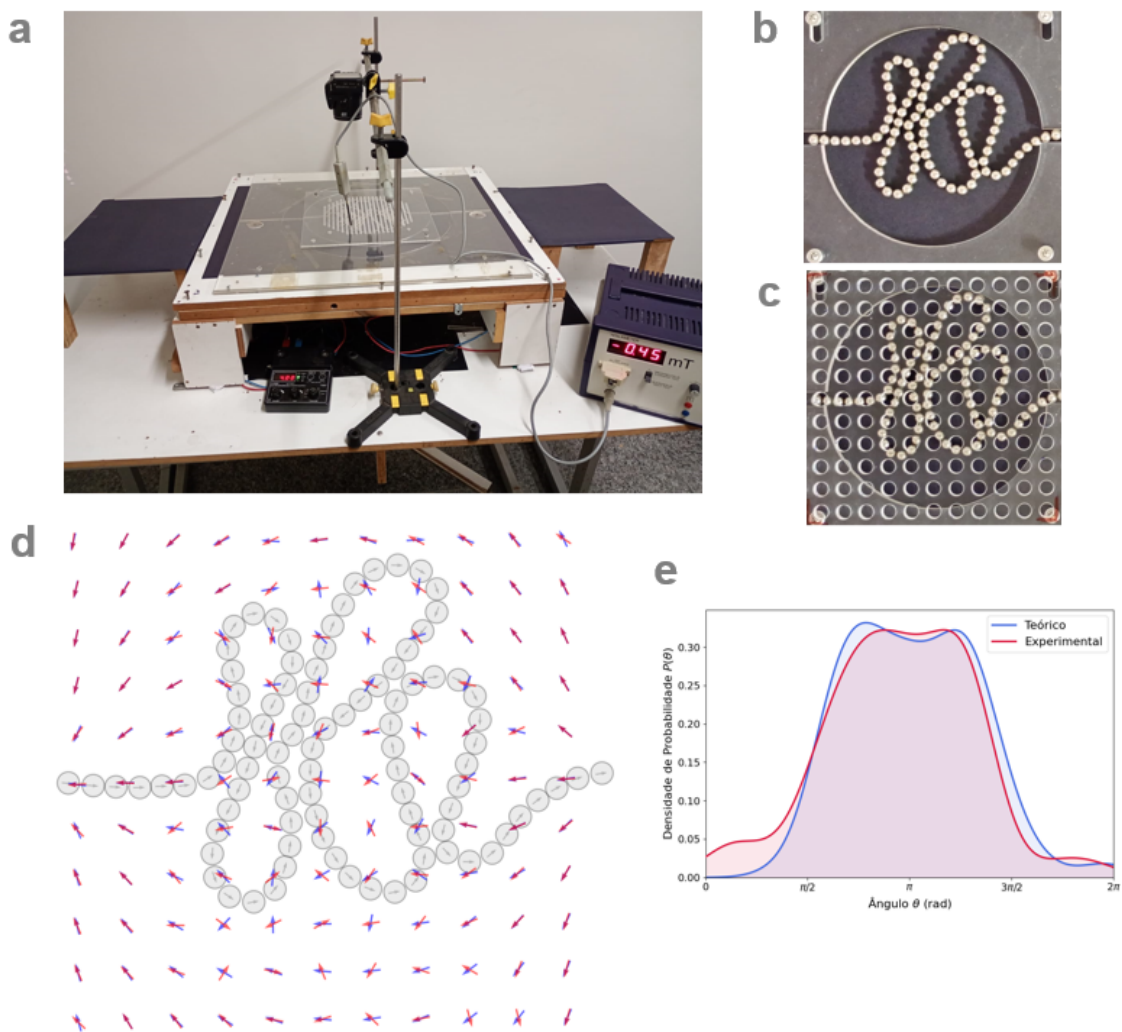 a
b
-0.45 mT
c
d
e
Teórico
Experimental
Densidade de Probabilidade P(θ)
0.30
0.25
0.20
0.15
0.10
0.05
0.00
0
π/2
π
3π/2
2π
Ângulo θ (rad)